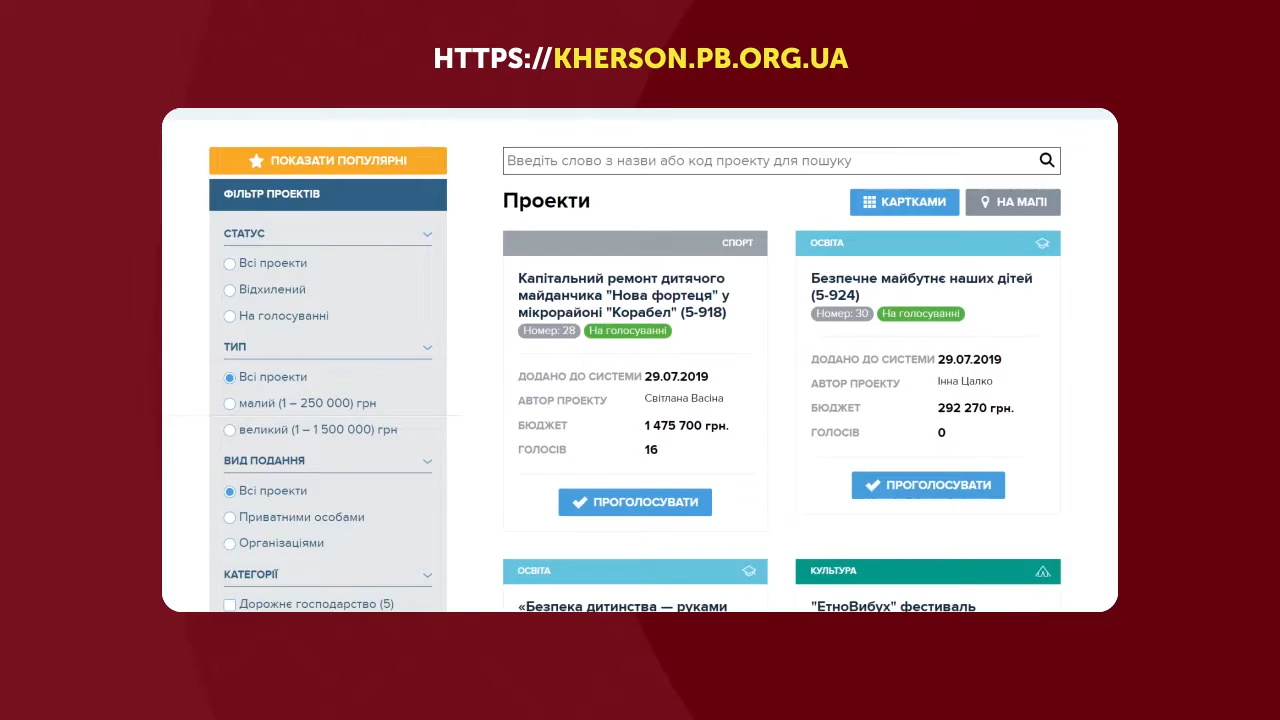 HTTPS://KHERSON.PB.ORG.UA
ПОКАЗАТИ ПОПУЛЯРНІ
ФІЛЬТР ПРОЕКТІВ
СТАТУС
Всі проекти
Відхилений
На голосуванні
ТИП
Всі проекти
малий (1 – 250 000) грн
великий (1 – 1 500 000) грн
ВИД ПОДАННЯ
Всі проекти
Приватними особами
Організаціями
КАТЕГОРІЇ
Дорожнє господарство (5)
Введіть слово з назви або код проекту для пошуку
Проекти
КАРТКАМИ
НА МАПІ
СПОРТ
Капітальний ремонт дитячого
майданчика "Нова фортеця" у
мікрорайоні "Корабел" (5-918)
Номер: 28 На голосуванні
ДОДАНО ДО СИСТЕМИ 29.07.2019
АВТОР ПРОЕКТУ Світлана Васіна
БЮДЖЕТ 1 475 700 грн.
ГОЛОСІВ 16
ПРОГОЛОСУВАТИ
ОСВІТА
Безпечне майбутнє наших дітей
(5-924)
Номер: 30 На голосуванні
ДОДАНО ДО СИСТЕМИ 29.07.2019
АВТОР ПРОЕКТУ Інна Цалко
БЮДЖЕТ 292 270 грн.
ГОЛОСІВ 0
ПРОГОЛОСУВАТИ
ОСВІТА
«Безпека дитинства — руками
КУЛЬТУРА
"ЕтноВибух" фестиваль